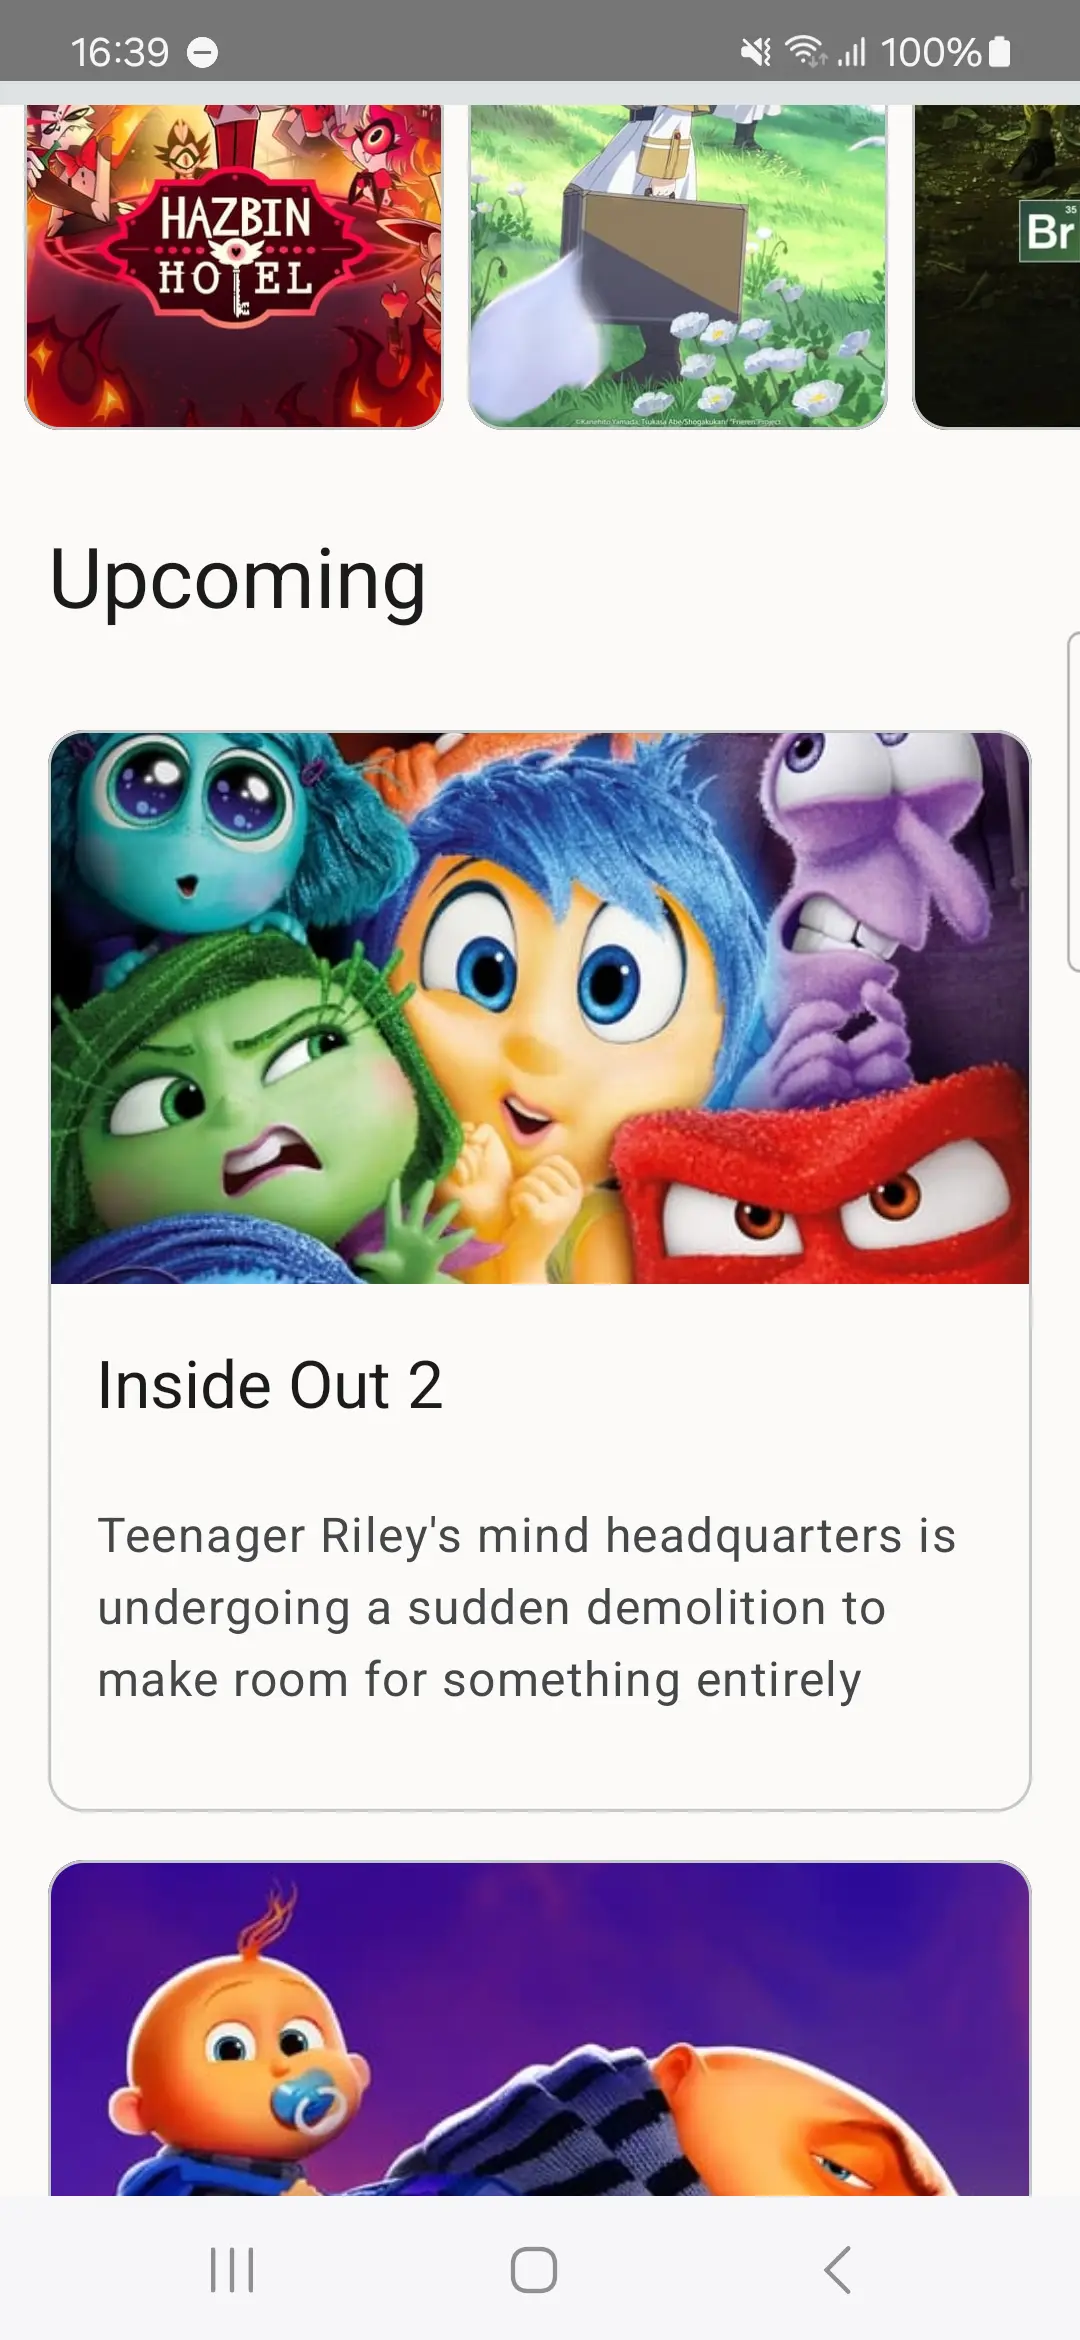 16:39
100%
HAZBIN
HOTEL
©Kanehito Yamada, Tsukasa Abe/Shogakukan/ "Frieren"Project
35
Br
Upcoming
Inside Out 2
Teenager Riley's mind headquarters is
undergoing a sudden demolition to
make room for something entirely